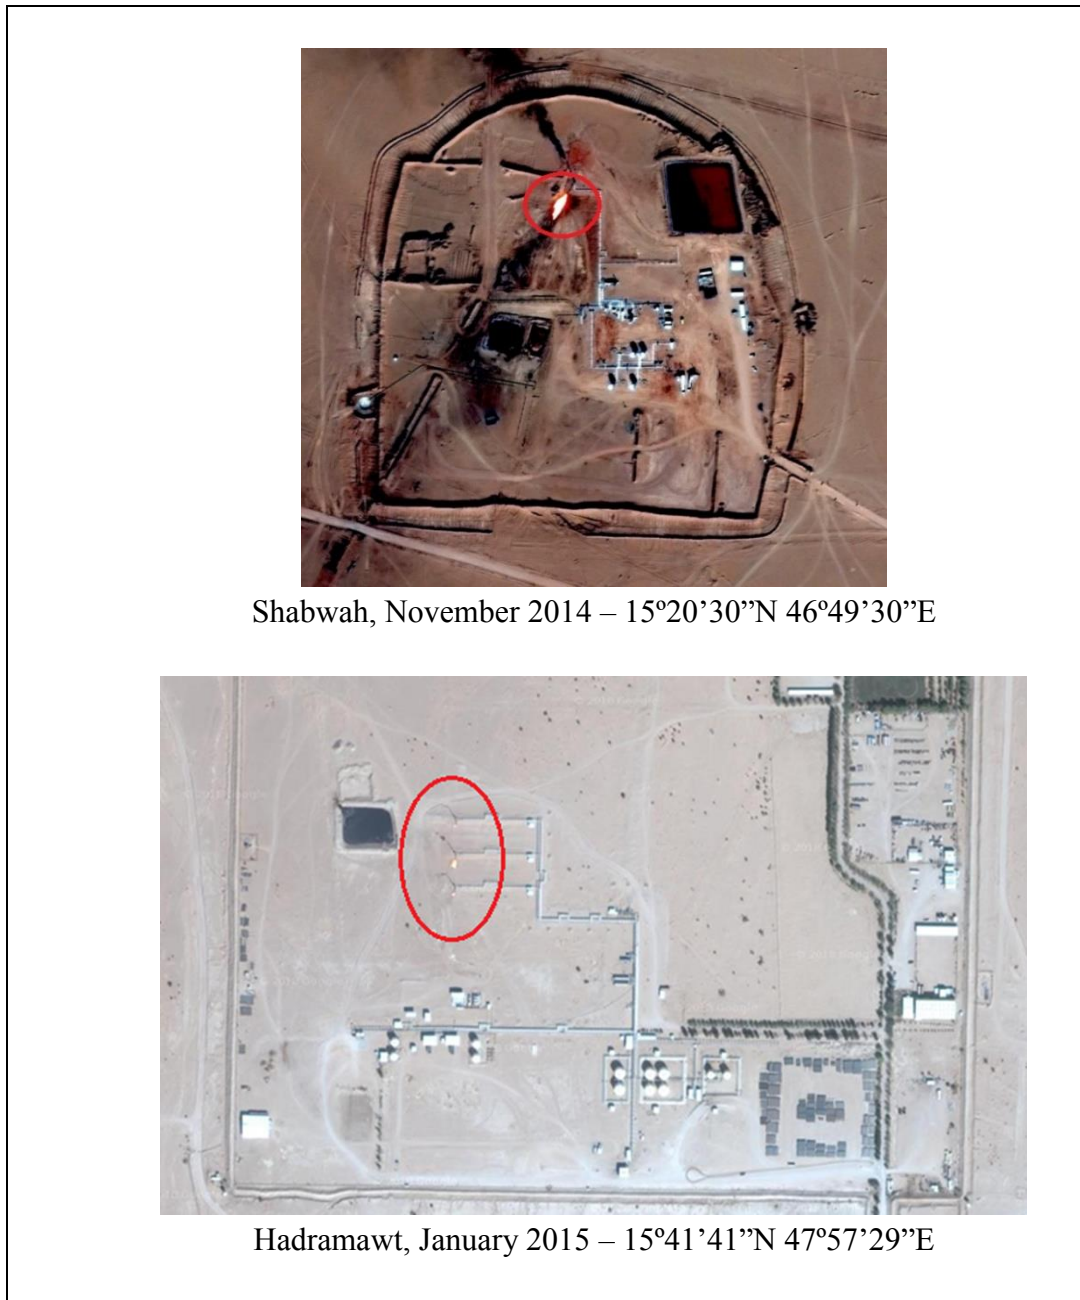 Shabwah, November 2014 – 15º20’30”N 46º49’30”E
Hadramawt, January 2015 – 15º41’41”N 47º57’29”E